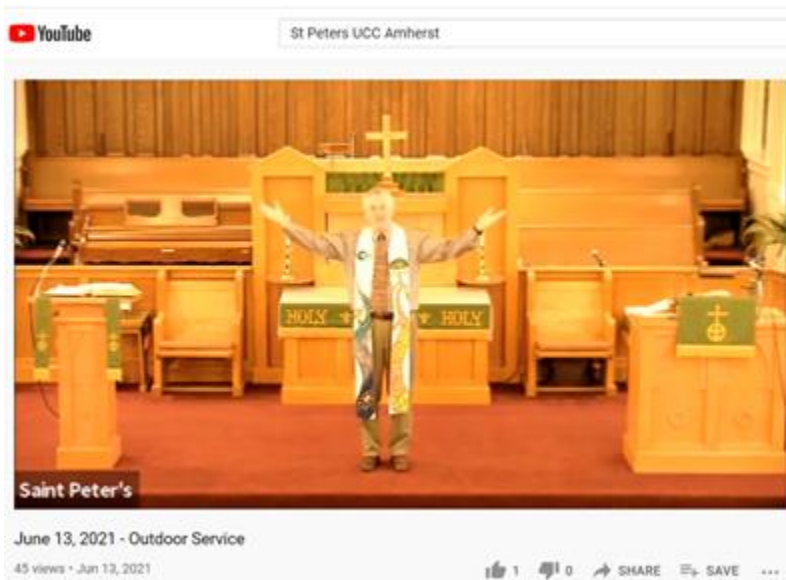 YouTube
St Peters UCC Amherst
HOLY HOLY
Saint Peter's
June 13, 2021 - Outdoor Service
45 views • Jun 13, 2021
1 0 SHARE SAVE ...